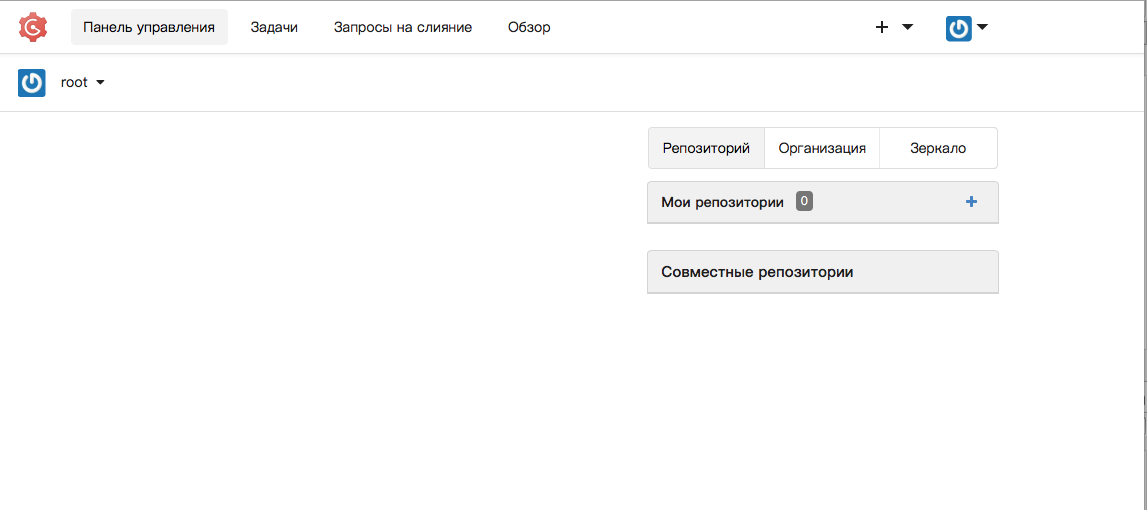 Панель управления Задачи Запросы на слияние Обзор
root
Репозиторий Организация Зеркало
Мои репозитории 0
Совместные репозитории